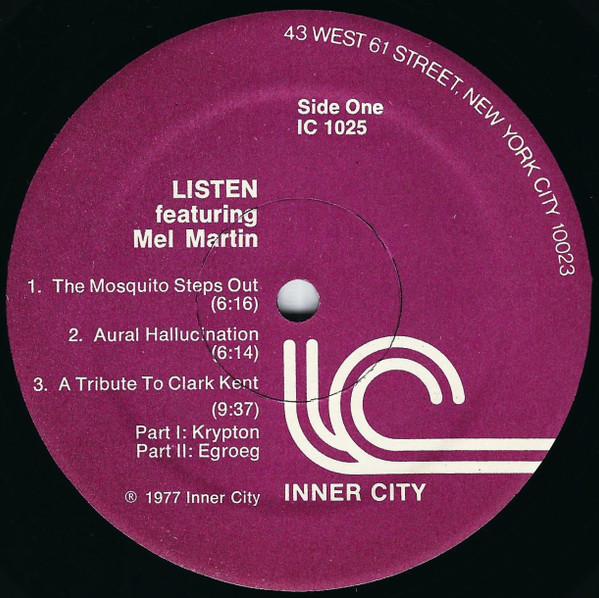 43 WEST 61 STREET, NEW YORK CITY 10023
Side One
IC 1025
LISTEN
featuring
Mel Martin
1. The Mosquito Steps Out
(6:16)
2. Aural Hallucination
(6:14)
3. A Tribute To Clark Kent
(9:37)
Part I: Krypton
Part II: Egroeg
® 1977 Inner City
IC
INNER CITY